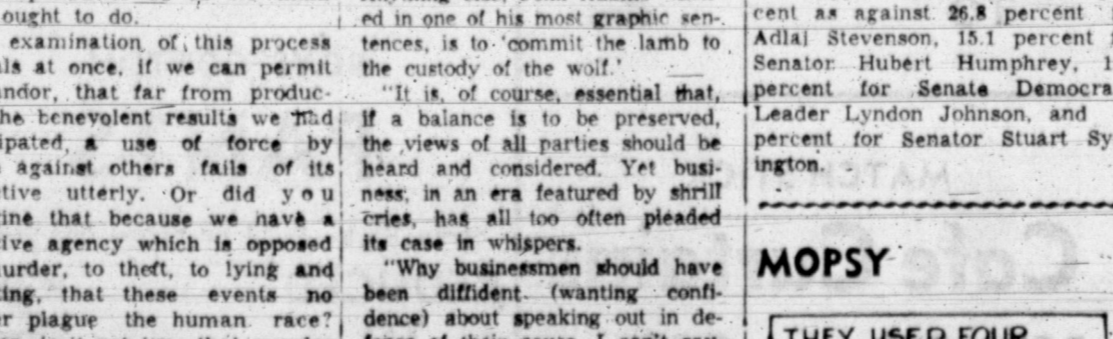 ought to do.
examination of this process
ls at once, if we can permit
ndor, that far from produc-
he benevolent results we had
ipated, a use of force by
against others fails of its
tive utterly. Or did you
ine that because we have a
ive agency which is opposed
urder, to theft, to lying and
ing, that these events no
r plague the human race?
ed in one of his most graphic sen-
tences, is to 'commit the lamb to
the custody of the wolf.'
"It is, of course, essential that,
if a balance is to be preserved,
the views of all parties should be
heard and considered. Yet busi-
ness, in an era featured by shrill
cries, has all too often pleaded
its case in whispers.
"Why businessmen should have
been diffident (wanting confi-
dence) about speaking out in de-
cent as against 26.8 percent
Adlai Stevenson, 15.1 percent
Senator Hubert Humphrey, 1
percent for Senate Democra
Leader Lyndon Johnson, and
percent for Senator Stuart Sy
ington.
MOPSY
THEY USED FOUR